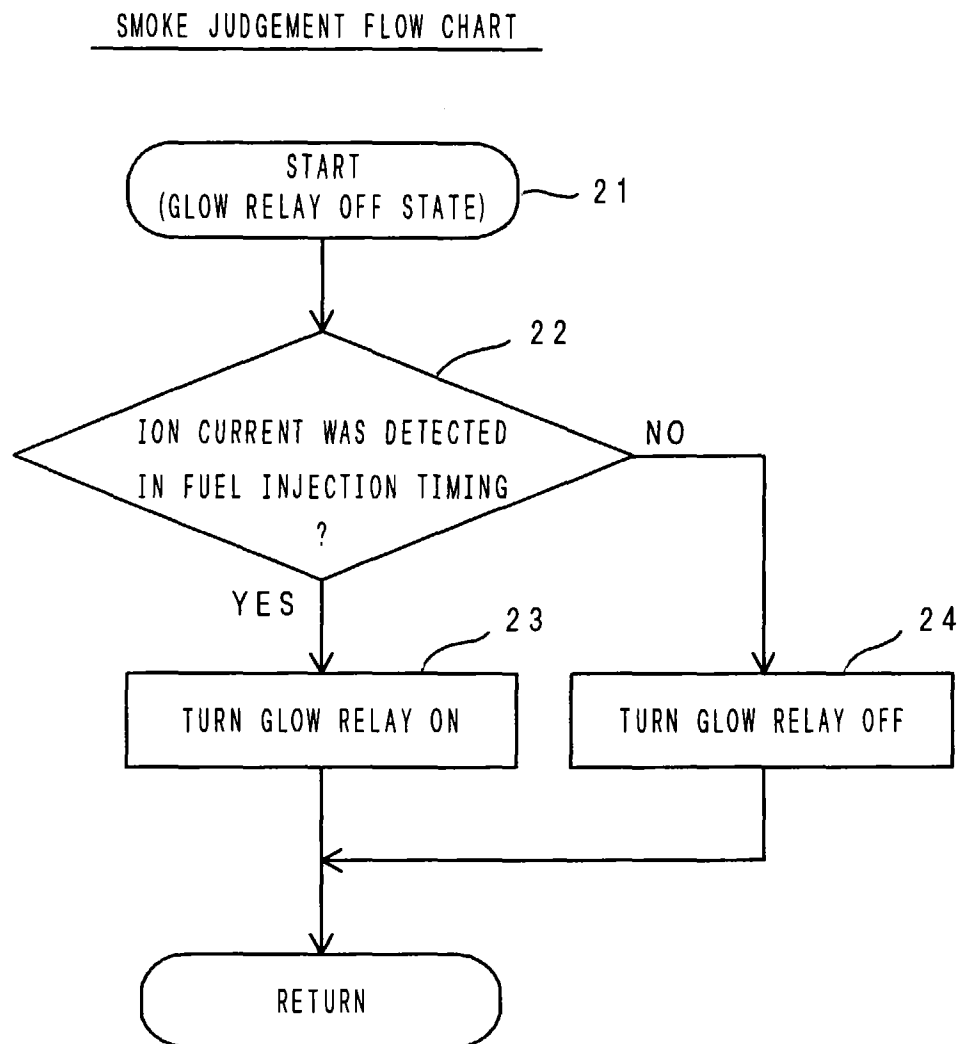 SMOKE JUDGEMENT FLOW CHART
START
(GLOW RELAY OFF STATE)
21
22
ION CURRENT WAS DETECTED
IN FUEL INJECTION TIMING
?
NO
YES
23
24
TURN GLOW RELAY ON
TURN GLOW RELAY OFF
RETURN